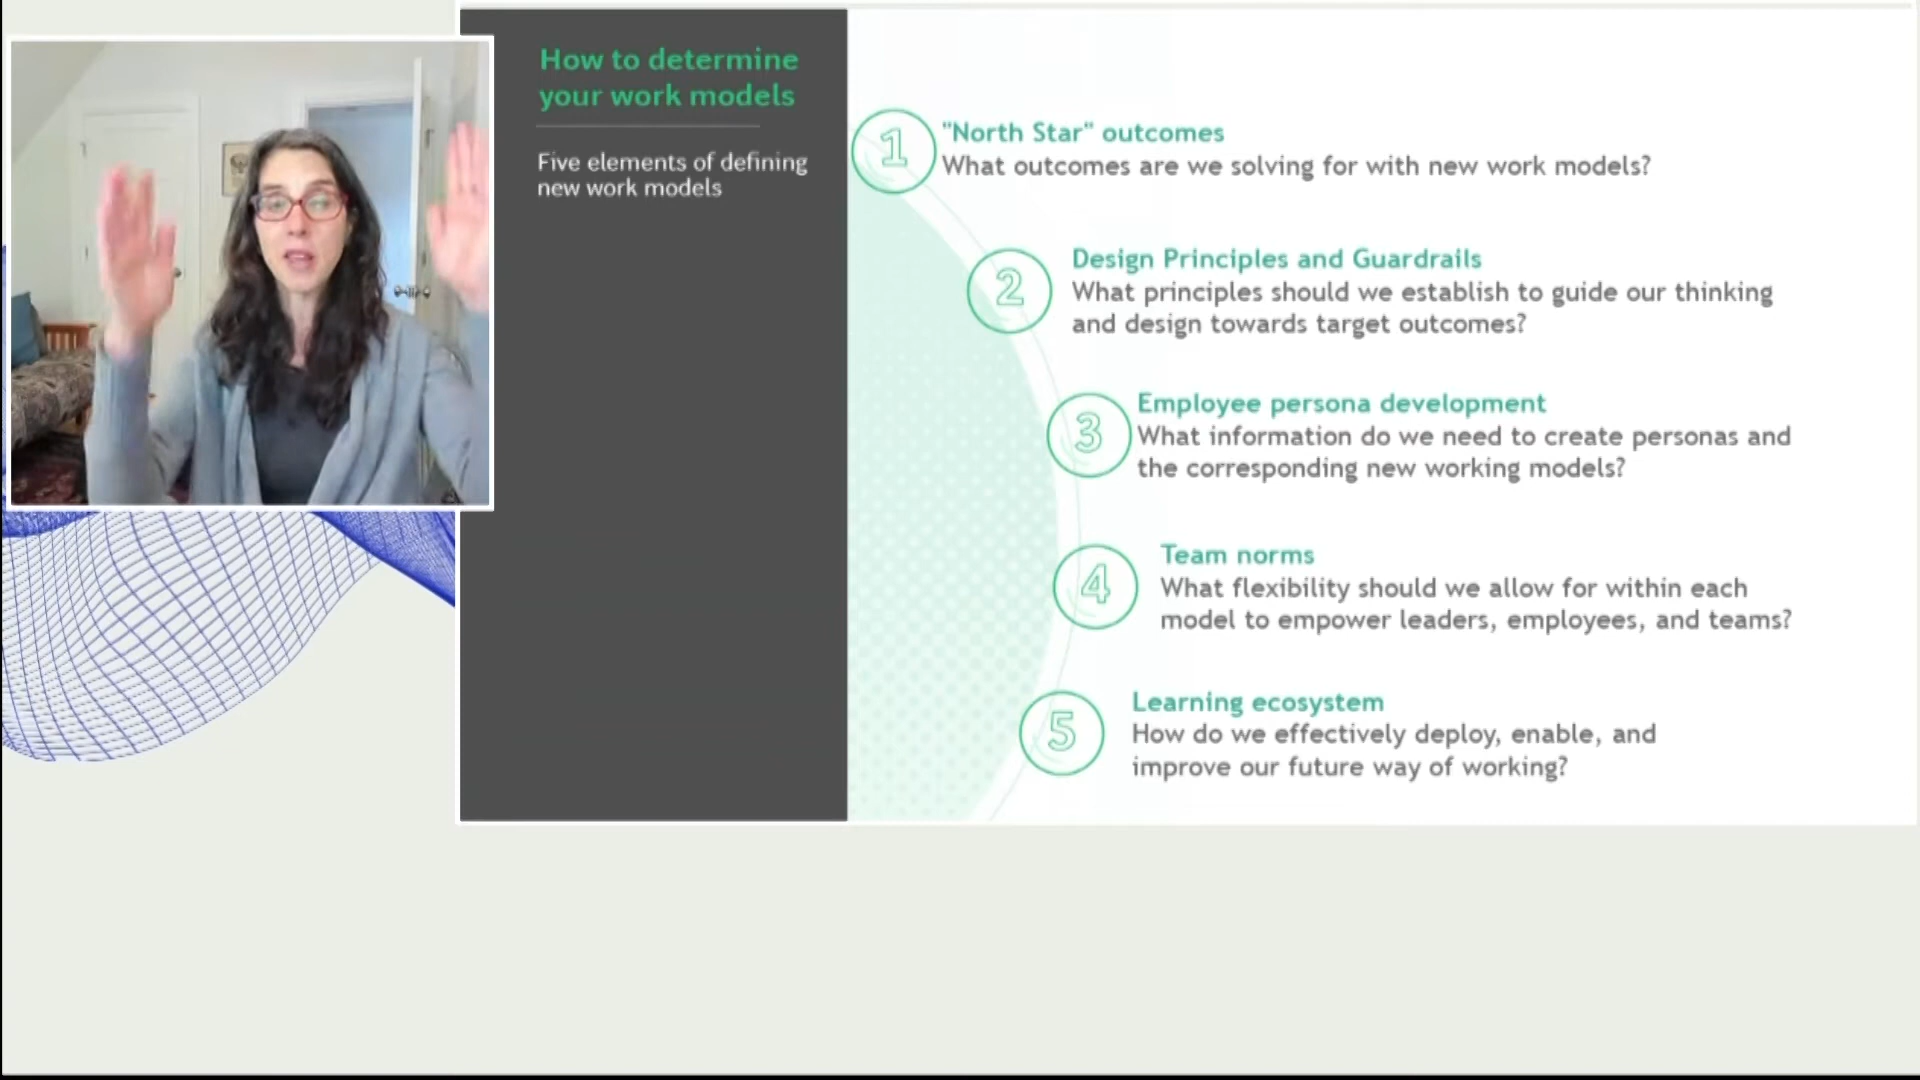 How to determine
your work models
Five elements of defining
new work models
1
"North Star" outcomes
What outcomes are we solving for with new work models?
2
Design Principles and Guardrails
What principles should we establish to guide our thinking
and design towards target outcomes?
3
Employee persona development
What information do we need to create personas and
the corresponding new working models?
4
Team norms
What flexibility should we allow for within each
model to empower leaders, employees, and teams?
5
Learning ecosystem
How do we effectively deploy, enable, and
improve our future way of working?